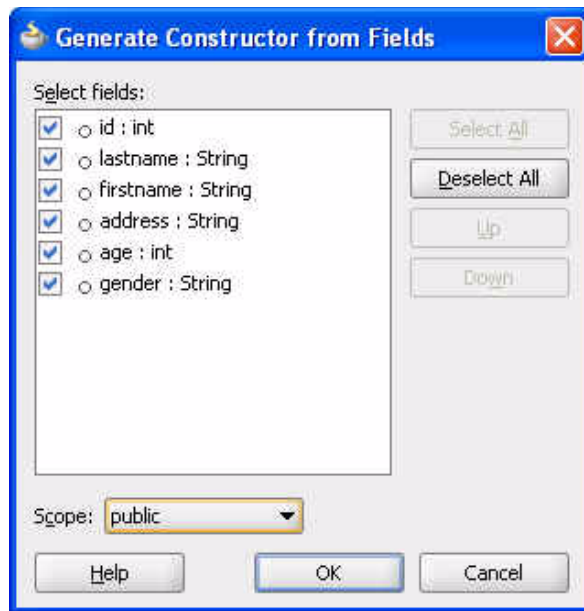 Generate Constructor from Fields
Select fields:
id : int
lastname : String
firstname : String
address : String
age : int
gender : String
Select All
Deselect All
Up
Down
Scope: public
Help
OK
Cancel